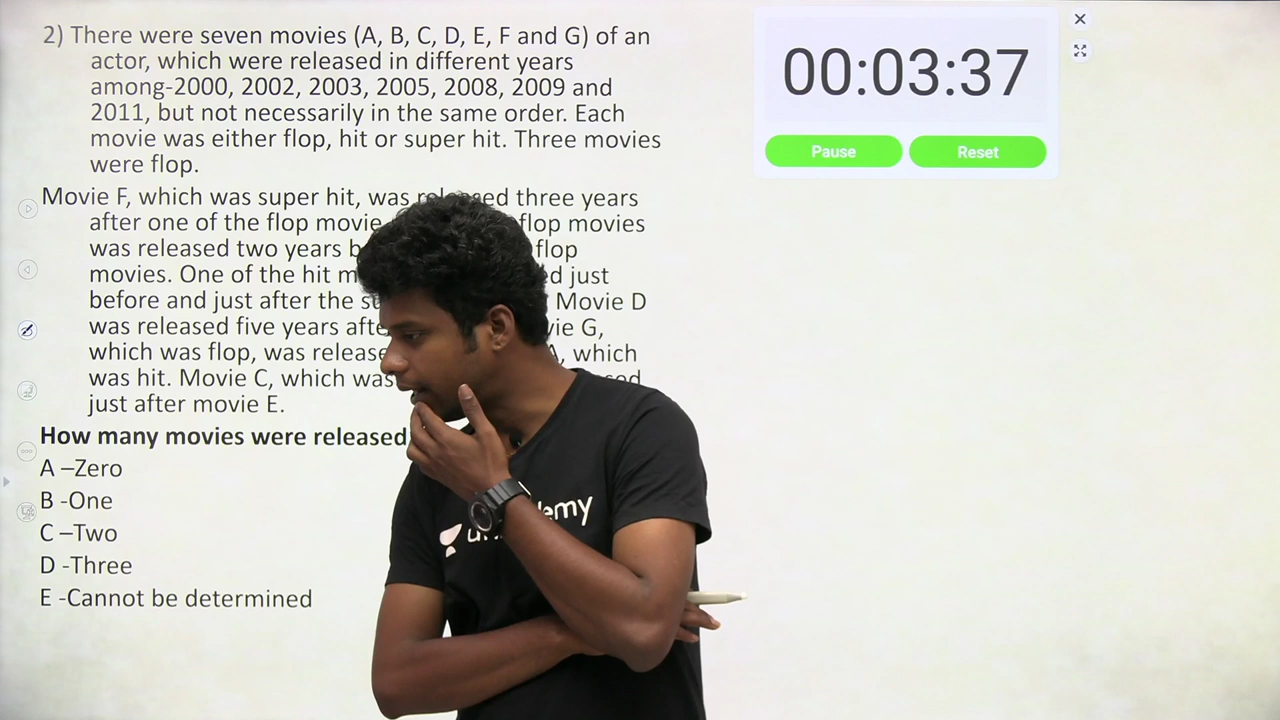 2) There were seven movies (A, B, C, D, E, F and G) of an
actor, which were released in different years
among-2000, 2002, 2003, 2005, 2008, 2009 and
2011, but not necessarily in the same order. Each
movie was either flop, hit or super hit. Three movies
were flop.
Movie F, which was super hit, was released three years
after one of the flop movie flop movies
was released two years flop
movies. One of the hit just
before and just after the Movie D
was released five years G,
which was flop, was which
was hit. Movie C, which was
just after movie E.
How many movies were released
A –Zero
B -One
C –Two
D -Three
E -Cannot be determined
00:03:37
Pause Reset